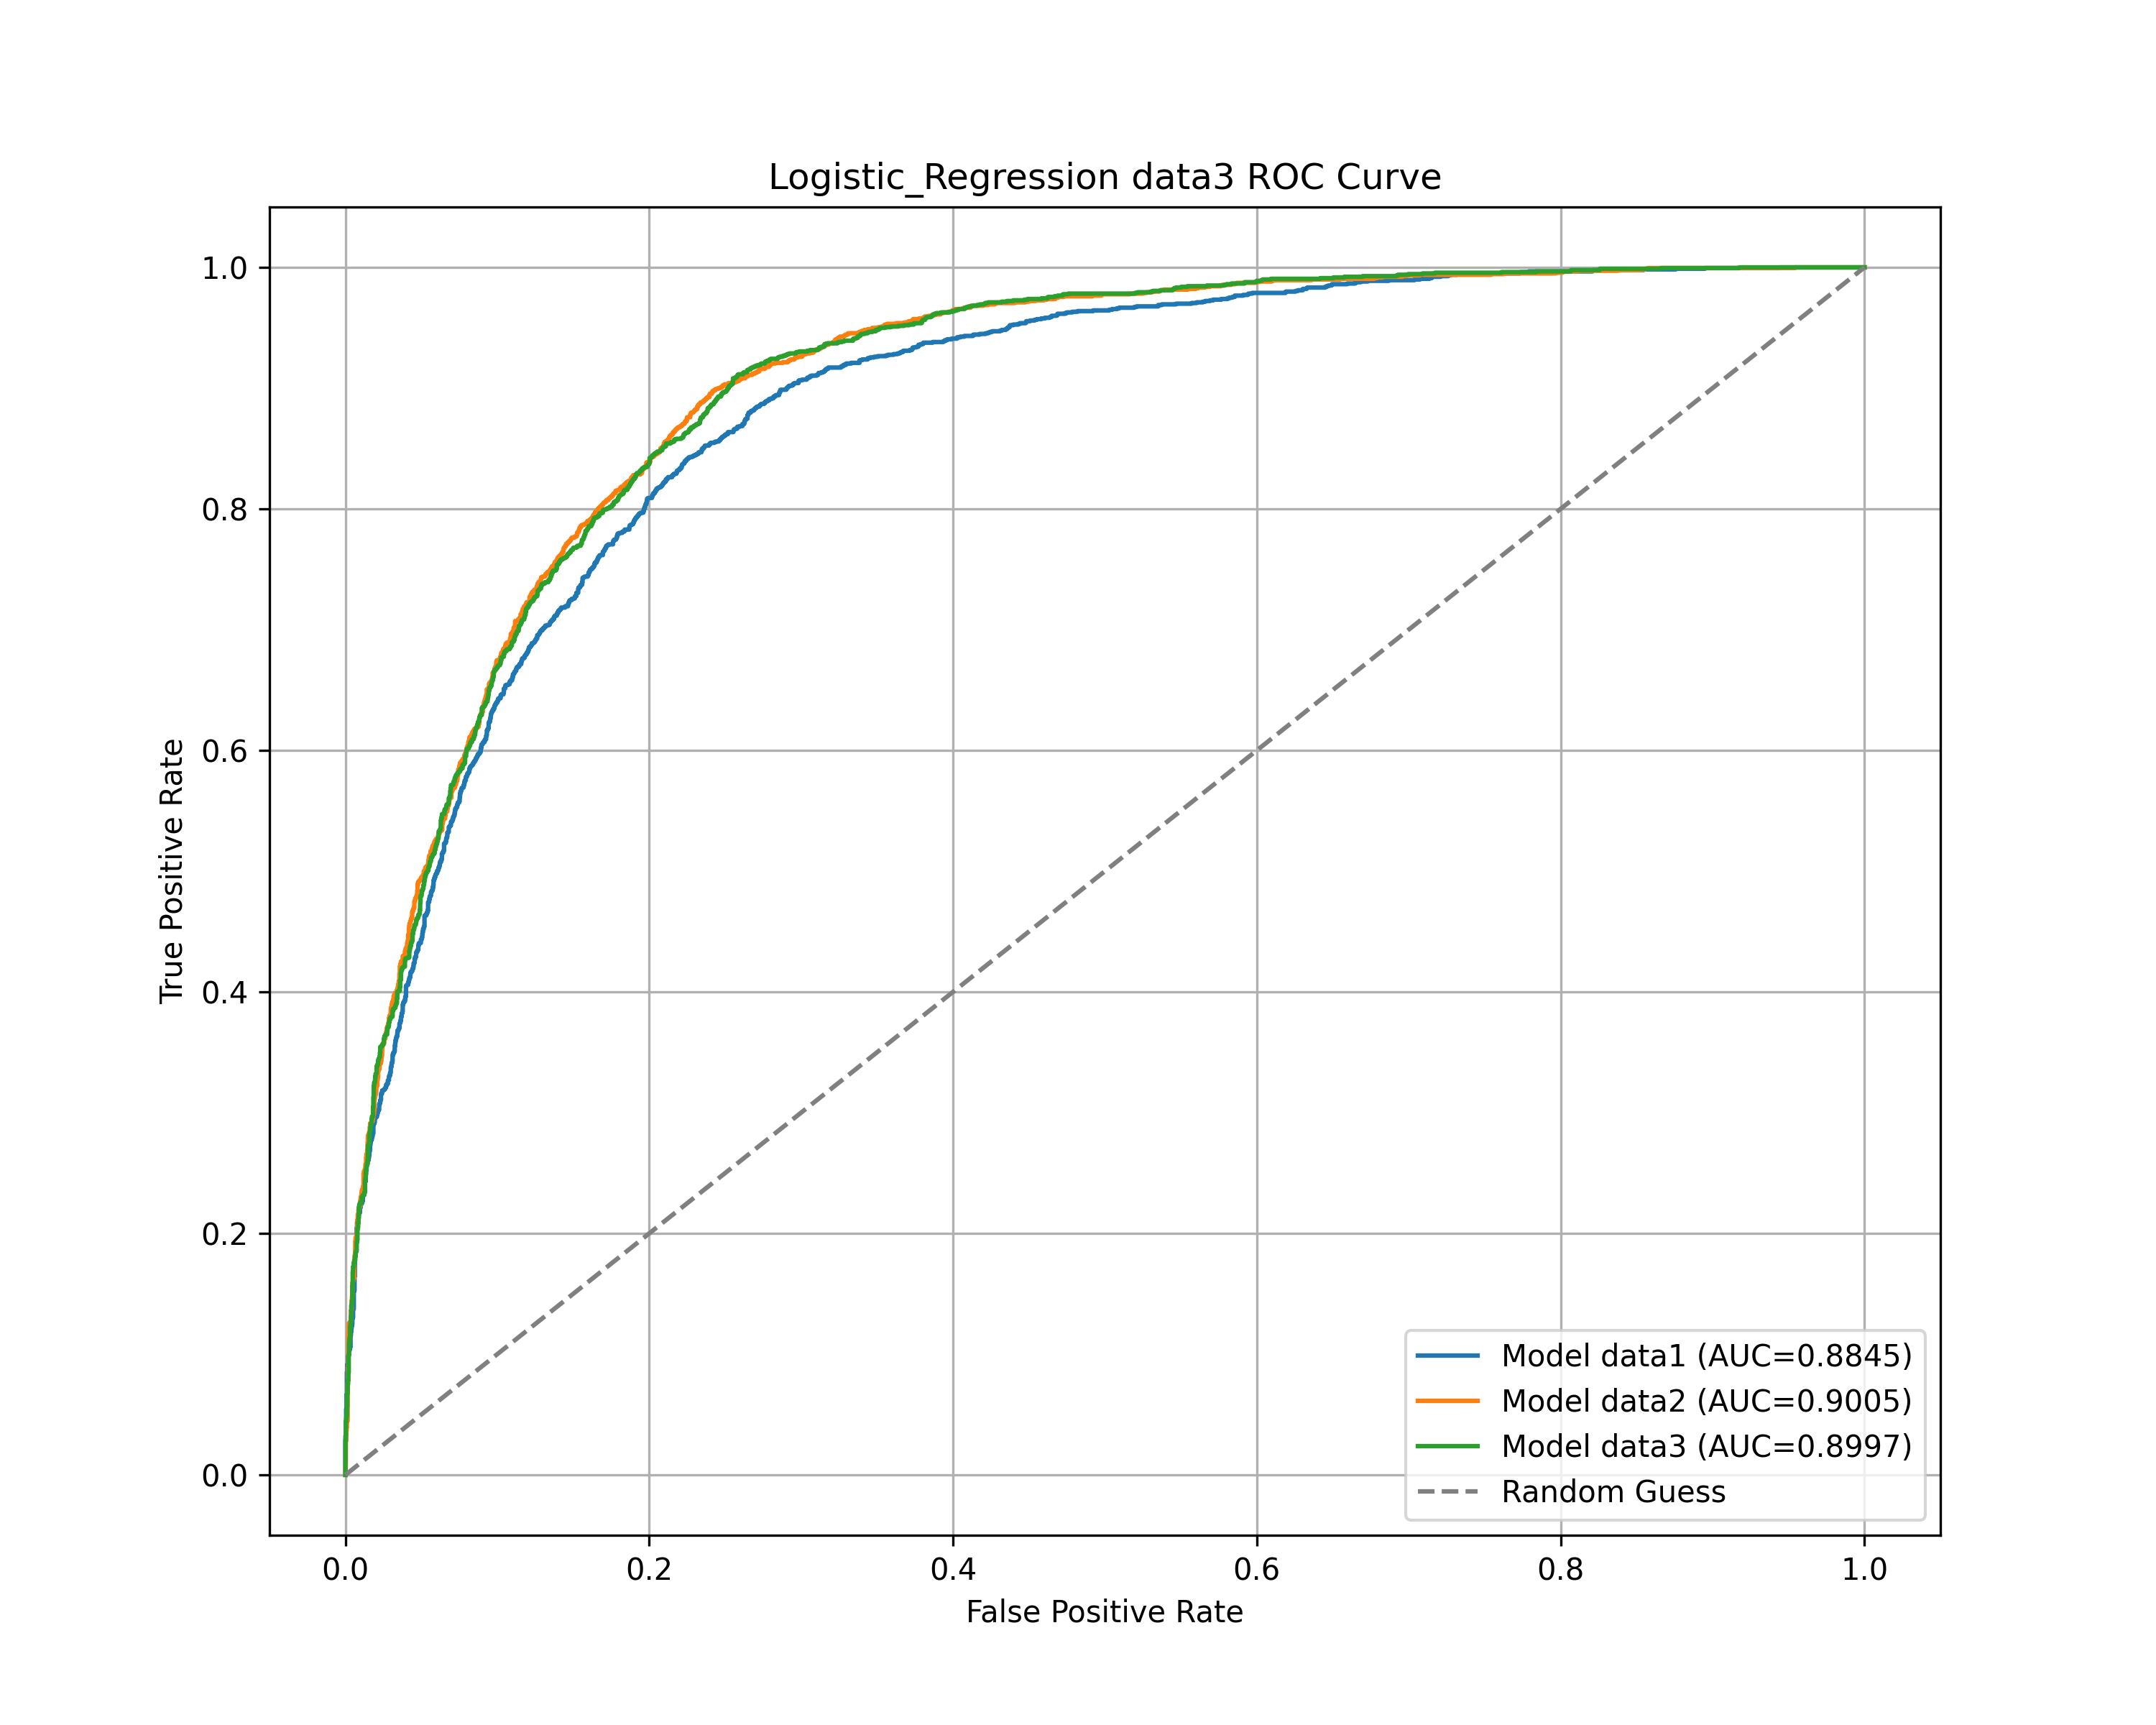 Logistic_Regression data3 ROC Curve
True Positive Rate
1.0
0.8
0.6
0.4
0.2
0.0
0.0 0.2 0.4 0.6 0.8 1.0
False Positive Rate
Model data1 (AUC=0.8845)
Model data2 (AUC=0.9005)
Model data3 (AUC=0.8997)
Random Guess